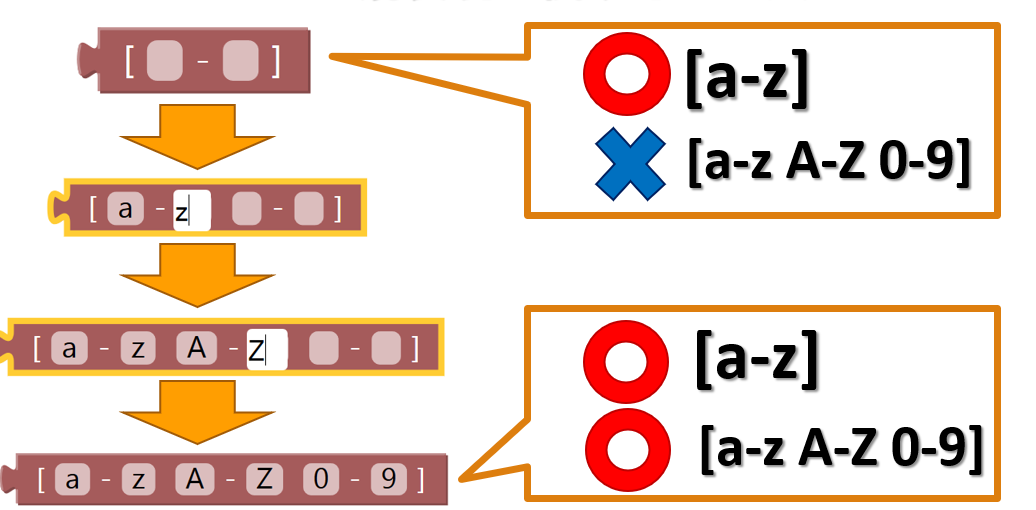 [ - ]
[a-z]
[a-z A-Z 0-9]
[ a - z - ]
[ a - z A - Z - ]
[a-z]
[a-z A-Z 0-9]
[ a - z A - Z 0 - 9 ]